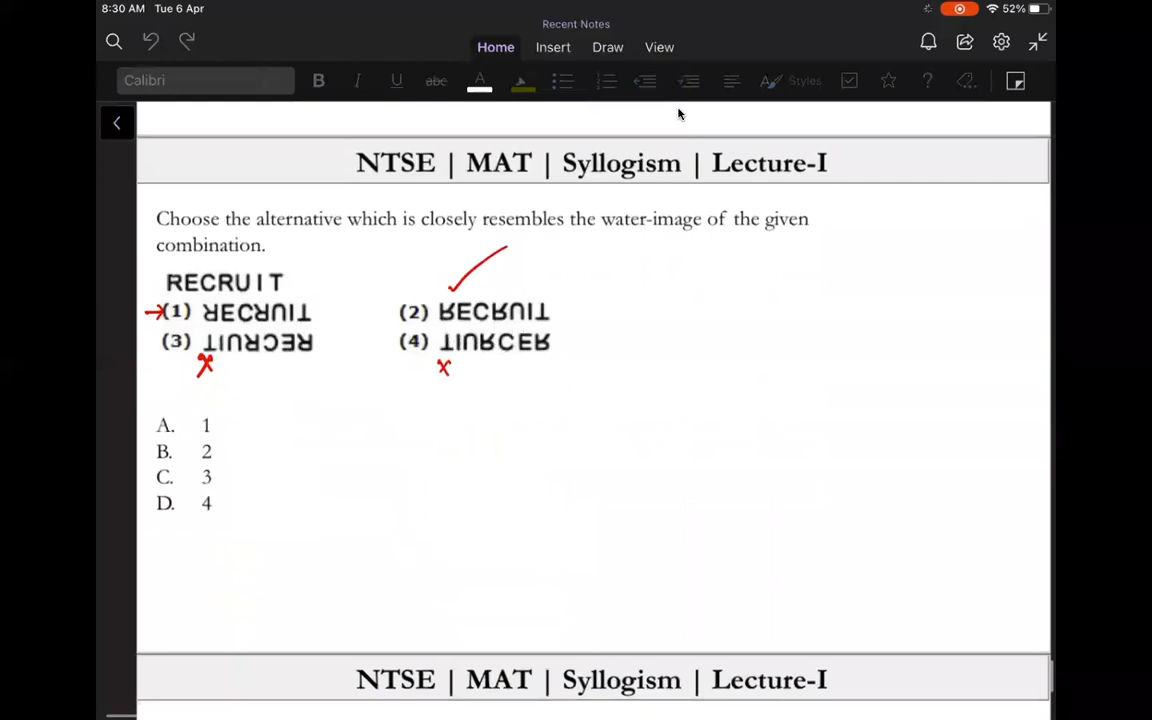 8:30 AM Tue 6 Apr
52%
Recent Notes
Home Insert Draw View
Calibri B I U abc A Styles
NTSE | MAT | Syllogism | Lecture-I
Choose the alternative which is closely resembles the water-image of the given
combination.
RECRUIT
(1) RECRUIT (2) RECRUIT
(3) TIURCER (4) TIURCER
A. 1
B. 2
C. 3
D. 4
NTSE | MAT | Syllogism | Lecture-I